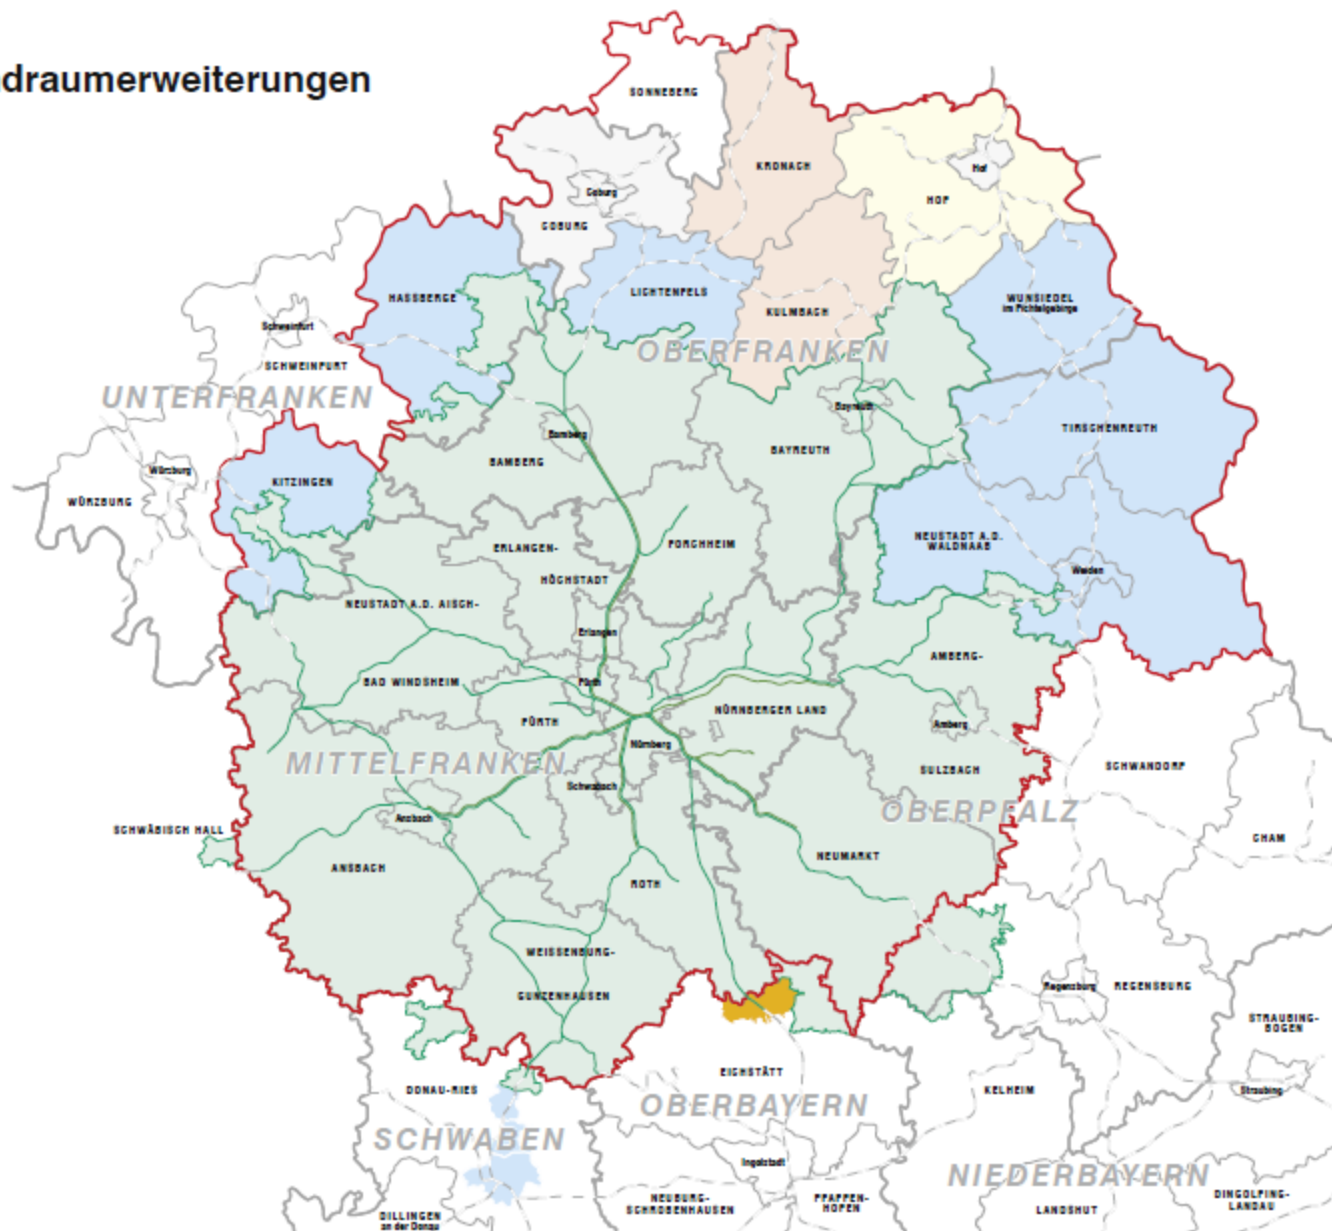 draumerweiterungen
SONNEBERG
KRONACH
Hof
Coburg
HOF
COBURG
HASSBERGE
LICHTENFELS
WUNSIEDEL
im Fichtelgebirge
KULMBACH
Schweinfurt
OBERFRANKEN
SCHWEINFURT
UNTERFRANKEN
Bayreuth
TIRSCHENREUTH
Bamberg
BAYREUTH
BAMBERG
Würzburg
KITZINGEN
WÜRZBURG
NEUSTADT A.D.
WALDNAAB
ERLANGEN-
FORCHHEIM
HÖCHSTADT
Weiden
NEUSTADT A.D. AISCH-
Erlangen
AMBERG-
BAD WINDSHEIM
Fürth
FÜRTH
NÜRNBERGER LAND
Amberg
Nürnberg
MITTELFRANKEN
SCHWANDORF
SULZBACH
Schwabach
OBERPFALZ
Ansbach
SCHWÄBISCH HALL
CHAM
NEUMARKT
ANSBACH
ROTH
WEISSENBURG-
GUNZENHAUSEN
Regensburg
REGENSBURG
STRAUBING-
BOGEN
EICHSTÄTT
DONAU-RIES
KELHEIM
Straubing
OBERBAYERN
SCHWABEN
Ingolstadt
NIEDERBAYERN
NEUBURG-
SCHROBENHAUSEN
PFAFFEN-
HOFEN
LANDSHUT
DINGOLFING-
LANDAU
DILLINGEN
an der Donau